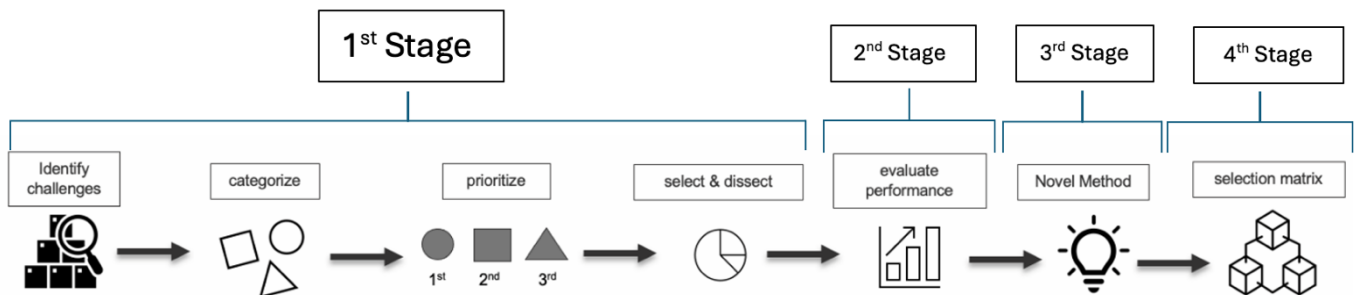 1st Stage
2nd Stage
3rd Stage
4th Stage
Identify
challenges
categorize
prioritize
select & dissect
evaluate
performance
Novel Method
selection matrix
1st
2nd
3rd